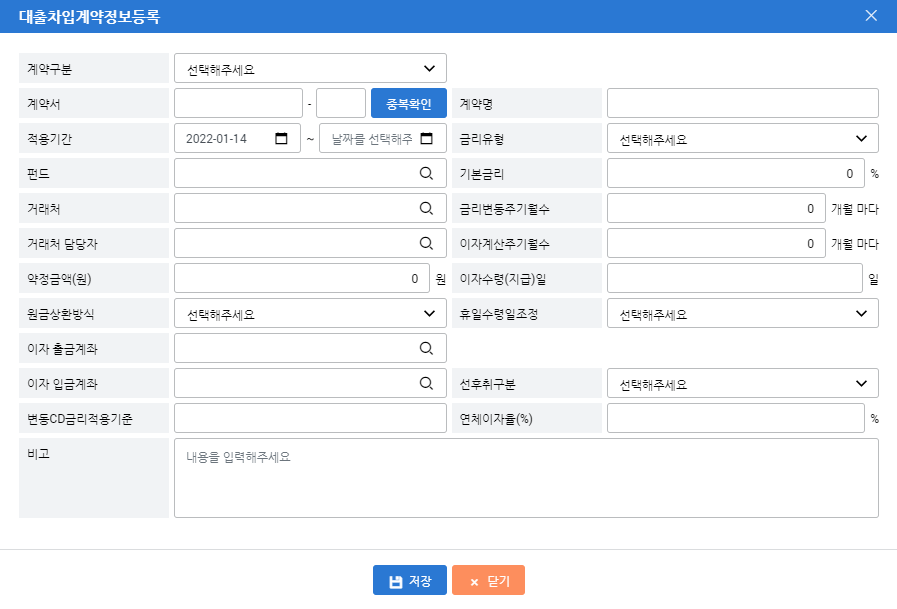 대출차입계약정보등록
계약구분 선택해주세요
계약서 - 중복확인 계약명
적용기간 2022-01-14 ~ 날짜를 선택해주 금리유형 선택해주세요
펀드 기본금리 0 %
거래처 금리변동주기월수 0 개월 마다
거래처 담당자 이자계산주기월수 0 개월 마다
약정금액(원) 0 원 이자수령(지급)일 일
원금상환방식 선택해주세요 휴일수령일조정 선택해주세요
이자 출금계좌
이자 입금계좌 선후취구분 선택해주세요
변동CD금리적용기준 연체이자율(%) %
비고 내용을 입력해주세요
저장 닫기